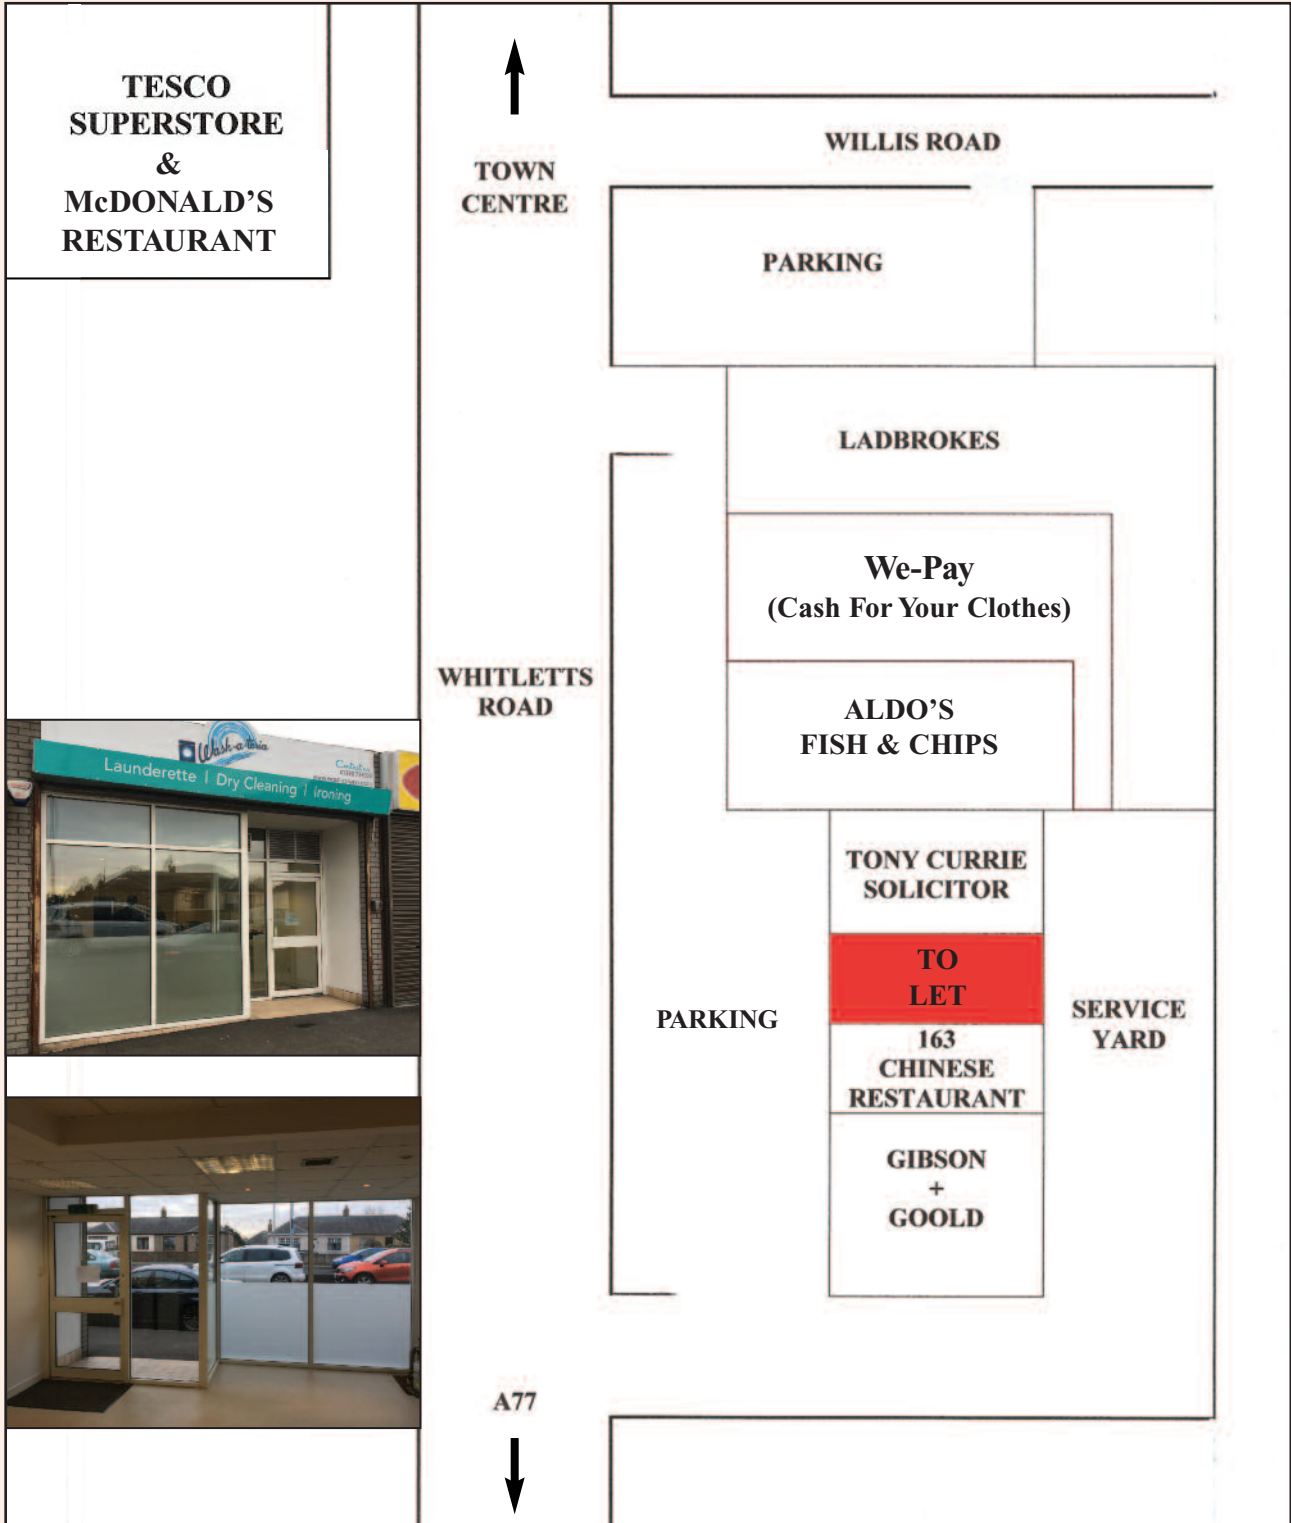 TESCO
SUPERSTORE
&
McDONALD’S
RESTAURANT
TOWN
CENTRE
WILLIS ROAD
PARKING
LADBROKES
We-Pay
(Cash For Your Clothes)
WHITLETTS
ROAD
ALDO’S
FISH & CHIPS
Wash-a-teria
Launderette | Dry Cleaning | Ironing
TONY CURRIE
SOLICITOR
TO
LET
PARKING
SERVICE
YARD
163
CHINESE
RESTAURANT
GIBSON
+
GOOLD
A77